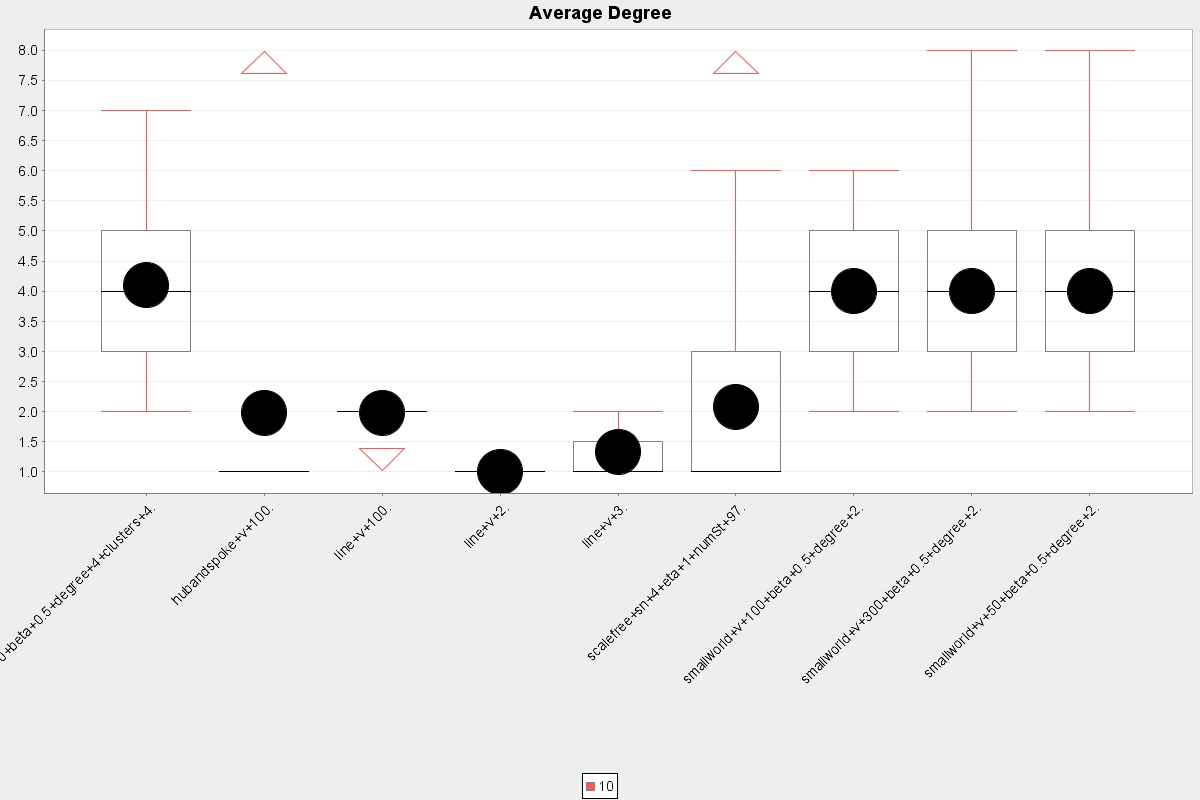 Average Degree
8.0
7.5
7.0
6.5
6.0
5.5
5.0
4.5
4.0
3.5
3.0
2.5
2.0
1.5
1.0
0+beta+0.5+degree+4+clusters+4.
hubandspoke+v+100.
line+v+100.
line+v+2.
line+v+3.
scalefree+sn+4+eta+1+numSt+97.
smallworld+v+100+beta+0.5+degree+2.
smallworld+v+300+beta+0.5+degree+2.
smallworld+v+50+beta+0.5+degree+2.
10